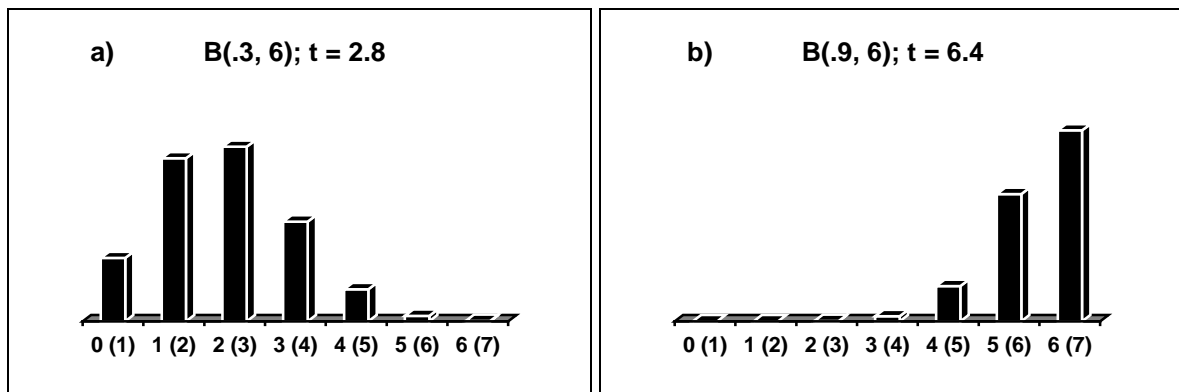 a) B(.3, 6); t = 2.8
0 (1) 1 (2) 2 (3) 3 (4) 4 (5) 5 (6) 6 (7)
b) B(.9, 6); t = 6.4
0 (1) 1 (2) 2 (3) 3 (4) 4 (5) 5 (6) 6 (7)